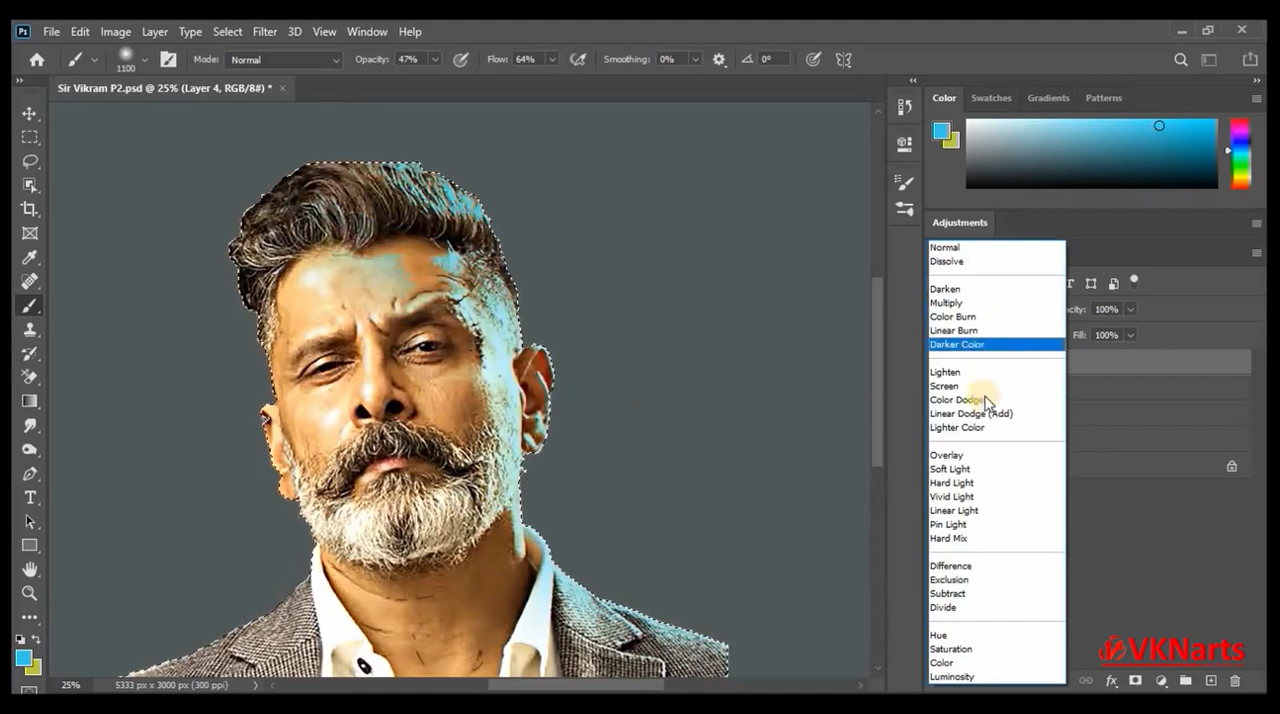 Ps File Edit Image Layer Type Select Filter 3D View Window Help
1100 Mode: Normal Opacity: 47% Flow: 64% Smoothing: 0% 0°
Sir Vikram P2.psd @ 25% (Layer 4, RGB/8#) * ×
Color Swatches Gradients Patterns
Adjustments
Normal
Dissolve
Darken
Multiply
Color Burn
Linear Burn
Darker Color
Lighten
Screen
Color Dodge
Linear Dodge (Add)
Lighter Color
Overlay
Soft Light
Hard Light
Vivid Light
Linear Light
Pin Light
Hard Mix
Difference
Exclusion
Subtract
Divide
Hue
Saturation
Color
Luminosity
T
acity: 100%
Fill: 100%
T
VKNarts
25% 5333 px x 3000 px (300 ppi)
fx